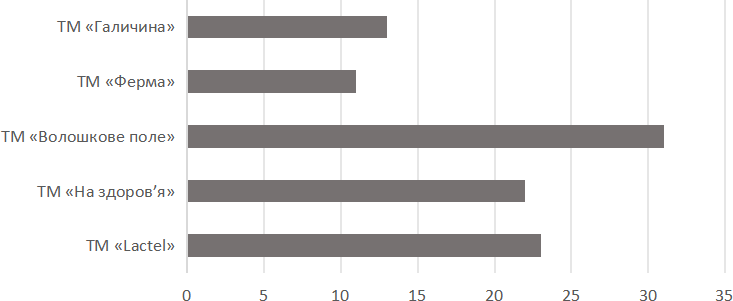 ТМ «Галичина»
ТМ «Ферма»
ТМ «Волошкове поле»
ТМ «На здоров’я»
ТМ «Lactel»
0 5 10 15 20 25 30 35